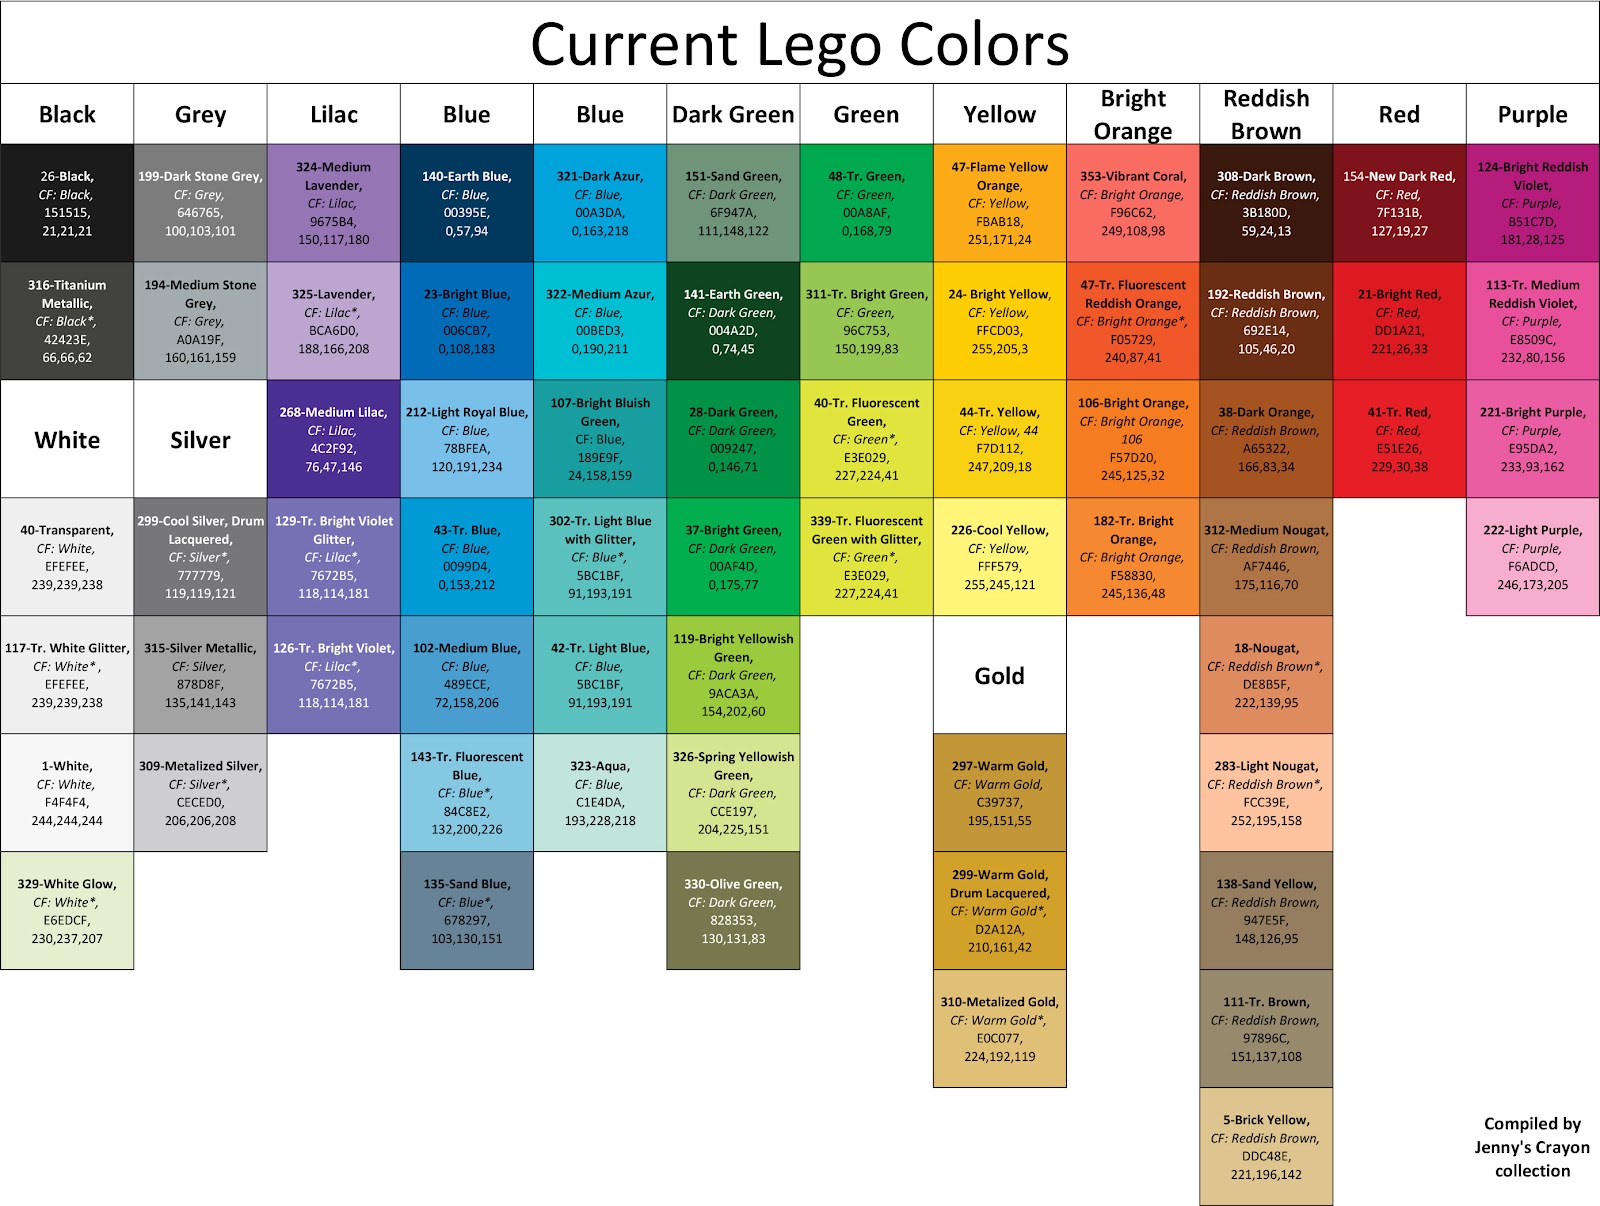 Current Lego Colors
Black
Grey
Lilac
Blue
Blue
Dark Green
Green
Yellow
Bright
Orange
Reddish
Brown
Red
Purple
26-Black,
CF: Black,
151515,
21,21,21
199-Dark Stone Grey,
CF: Grey,
646765,
100,103,101
324-Medium
Lavender,
CF: Lilac,
9675B4,
150,117,180
140-Earth Blue,
CF: Blue,
00395E,
0,57,94
321-Dark Azur,
CF: Blue,
00A3DA,
0,163,218
151-Sand Green,
CF: Dark Green,
6F947A,
111,148,122
48-Tr. Green,
CF: Green,
00A8AF,
0,168,79
47-Flame Yellow
Orange,
CF: Yellow,
FBAB18,
251,171,24
353-Vibrant Coral,
CF: Bright Orange,
F96C62,
249,108,98
308-Dark Brown,
CF: Reddish Brown,
3B180D,
59,24,13
154-New Dark Red,
CF: Red,
7F131B,
127,19,27
124-Bright Reddish
Violet,
CF: Purple,
B51C7D,
181,28,125
316-Titanium
Metallic,
CF: Black*,
42423E,
66,66,62
194-Medium Stone
Grey,
CF: Grey,
A0A19F,
160,161,159
325-Lavender,
CF: Lilac*,
BCA6D0,
188,166,208
23-Bright Blue,
CF: Blue,
006CB7,
0,108,183
322-Medium Azur,
CF: Blue,
00BED3,
0,190,211
141-Earth Green,
CF: Dark Green,
004A2D,
0,74,45
311-Tr. Bright Green,
CF: Green,
96C753,
150,199,83
24- Bright Yellow,
CF: Yellow,
FFCD03,
255,205,3
47-Tr. Fluorescent
Reddish Orange,
CF: Bright Orange*,
F05729,
240,87,41
192-Reddish Brown,
CF: Reddish Brown,
692E14,
105,46,20
21-Bright Red,
CF: Red,
DD1A21,
221,26,33
113-Tr. Medium
Reddish Violet,
CF: Purple,
E8509C,
232,80,156
White
Silver
268-Medium Lilac,
CF: Lilac,
4C2F92,
76,47,146
212-Light Royal Blue,
CF: Blue,
78BFEA,
120,191,234
107-Bright Bluish
Green,
CF: Blue,
189E9F,
24,158,159
28-Dark Green,
CF: Dark Green,
009247,
0,146,71
40-Tr. Fluorescent
Green,
CF: Green*,
E3E029,
227,224,41
44-Tr. Yellow,
CF: Yellow, 44
F7D112,
247,209,18
106-Bright Orange,
CF: Bright Orange,
106
F57D20,
245,125,32
38-Dark Orange,
CF: Reddish Brown,
A65322,
166,83,34
41-Tr. Red,
CF: Red,
E51E26,
229,30,38
221-Bright Purple,
CF: Purple,
E95DA2,
233,93,162
40-Transparent,
CF: White,
EFEFEE,
239,239,238
299-Cool Silver, Drum
Lacquered,
CF: Silver*,
777779,
119,119,121
129-Tr. Bright Violet
Glitter,
CF: Lilac*,
7672B5,
118,114,181
43-Tr. Blue,
CF: Blue,
0099D4,
0,153,212
302-Tr. Light Blue
with Glitter,
CF: Blue*,
5BC1BF,
91,193,191
37-Bright Green,
CF: Dark Green,
00AF4D,
0,175,77
339-Tr. Fluorescent
Green with Glitter,
CF: Green*,
E3E029,
227,224,41
226-Cool Yellow,
CF: Yellow,
FFF579,
255,245,121
182-Tr. Bright
Orange,
CF: Bright Orange,
F58830,
245,136,48
312-Medium Nougat,
CF: Reddish Brown,
AF7446,
175,116,70
222-Light Purple,
CF: Purple,
F6ADCD,
246,173,205
117-Tr. White Glitter,
CF: White* ,
EFEFEE,
239,239,238
315-Silver Metallic,
CF: Silver,
878D8F,
135,141,143
126-Tr. Bright Violet,
CF: Lilac*,
7672B5,
118,114,181
102-Medium Blue,
CF: Blue,
489ECE,
72,158,206
42-Tr. Light Blue,
CF: Blue,
5BC1BF,
91,193,191
119-Bright Yellowish
Green,
CF: Dark Green,
9ACA3A,
154,202,60
Gold
18-Nougat,
CF: Reddish Brown*,
DE8B5F,
222,139,95
1-White,
CF: White,
F4F4F4,
244,244,244
309-Metalized Silver,
CF: Silver*,
CECED0,
206,206,208
143-Tr. Fluorescent
Blue,
CF: Blue*,
84C8E2,
132,200,226
323-Aqua,
CF: Blue,
C1E4DA,
193,228,218
326-Spring Yellowish
Green,
CF: Dark Green,
CCE197,
204,225,151
297-Warm Gold,
CF: Warm Gold,
C39737,
195,151,55
283-Light Nougat,
CF: Reddish Brown*,
FCC39E,
252,195,158
329-White Glow,
CF: White*,
E6EDCF,
230,237,207
135-Sand Blue,
CF: Blue*,
678297,
103,130,151
330-Olive Green,
CF: Dark Green,
828353,
130,131,83
299-Warm Gold,
Drum Lacquered,
CF: Warm Gold*,
D2A12A,
210,161,42
138-Sand Yellow,
CF: Reddish Brown,
947E5F,
148,126,95
310-Metalized Gold,
CF: Warm Gold*,
E0C077,
224,192,119
111-Tr. Brown,
CF: Reddish Brown,
97896C,
151,137,108
5-Brick Yellow,
CF: Reddish Brown,
DDC48E,
221,196,142
Compiled by
Jenny's Crayon
collection